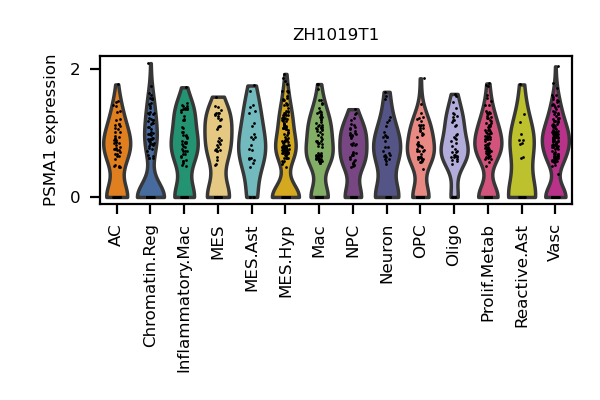 ZH1019T1
PSMA1 expression
2
0
AC
Chromatin.Reg
Inflammatory.Mac
MES
MES.Ast
MES.Hyp
Mac
NPC
Neuron
OPC
Oligo
Prolif.Metab
Reactive.Ast
Vasc